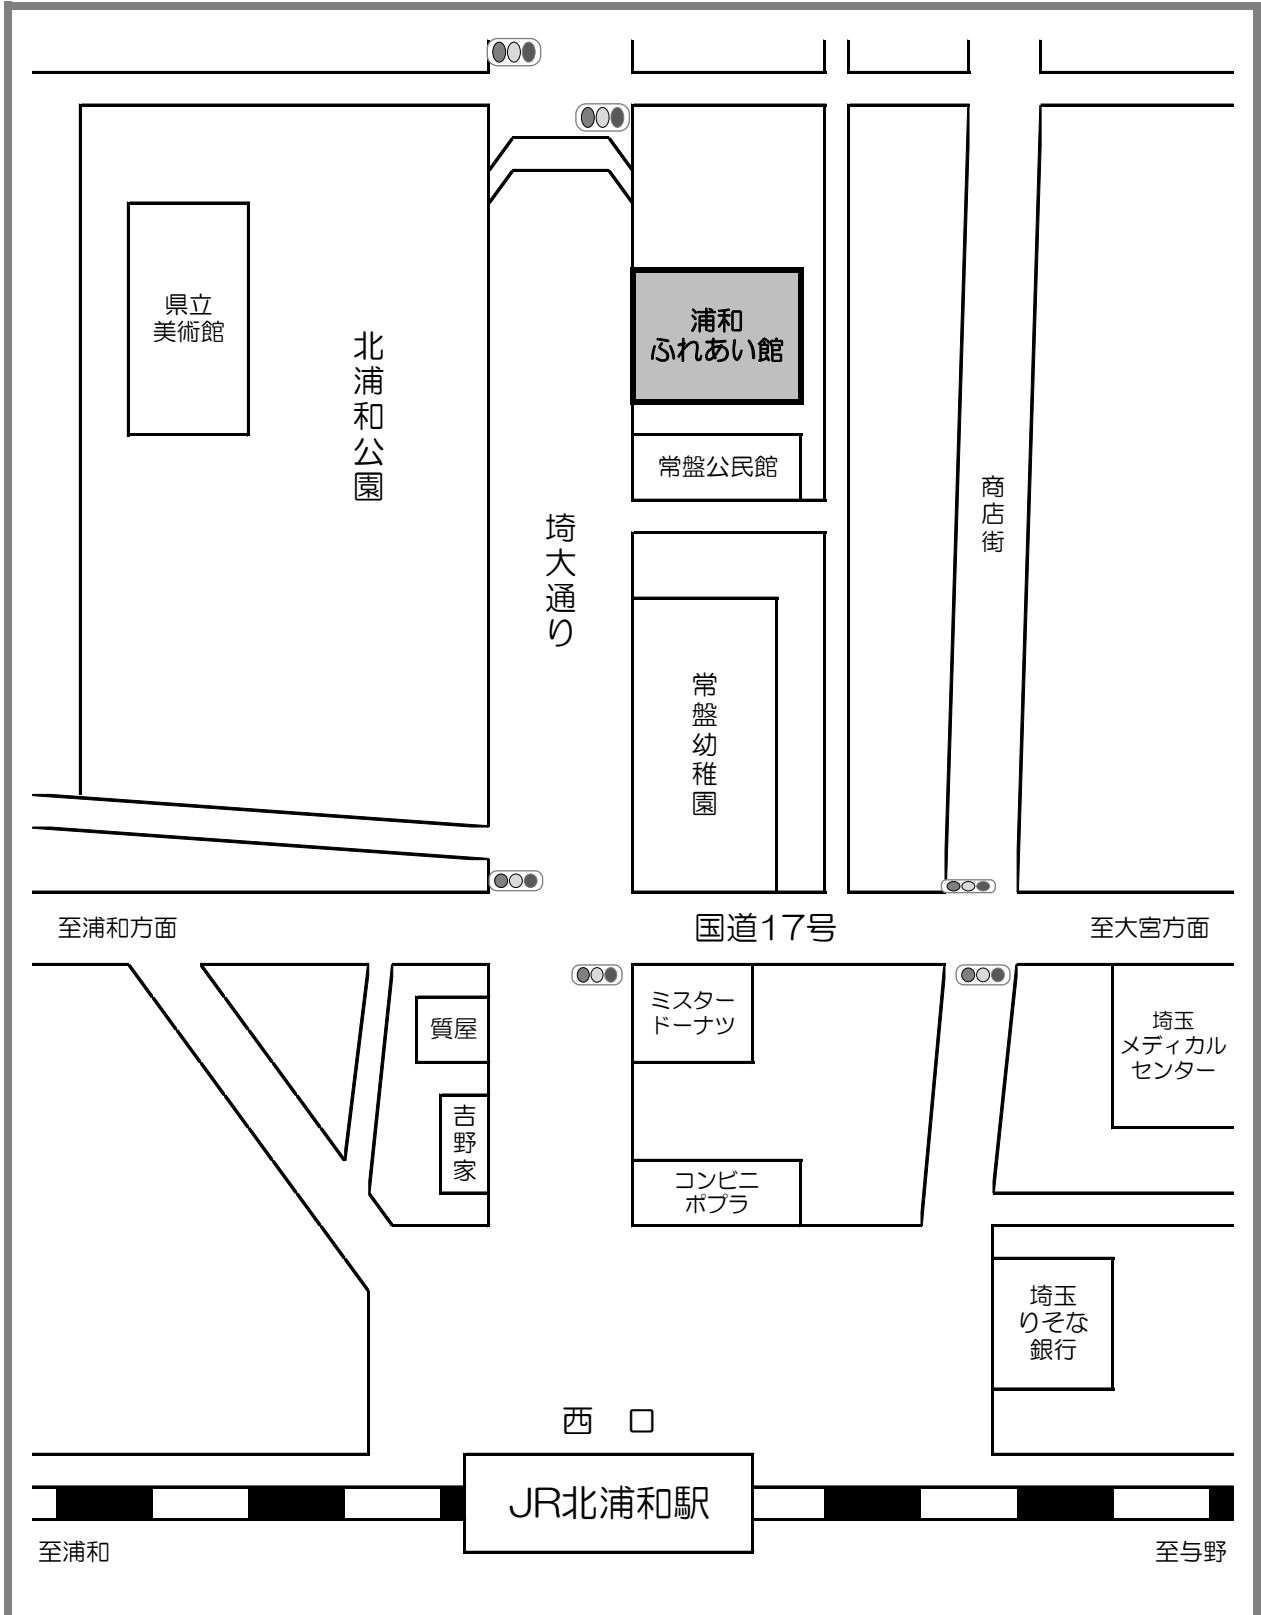 県立
美術館
北浦和公園
浦和
ふれあい館
常盤公民館
商店街
埼大通り
常盤幼稚園
至浦和方面
国道17号
至大宮方面
質屋
ミスター
ドーナツ
埼玉
メディカル
センター
吉野家
コンビニ
ポプラ
埼玉
りそな
銀行
西 口
JR北浦和駅
至浦和
至与野